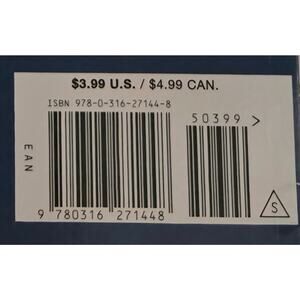 $3.99 U.S. / $4.99 CAN.
ISBN 978-0-316-27144-8
50399 >
EAN
9 780316 271448
S